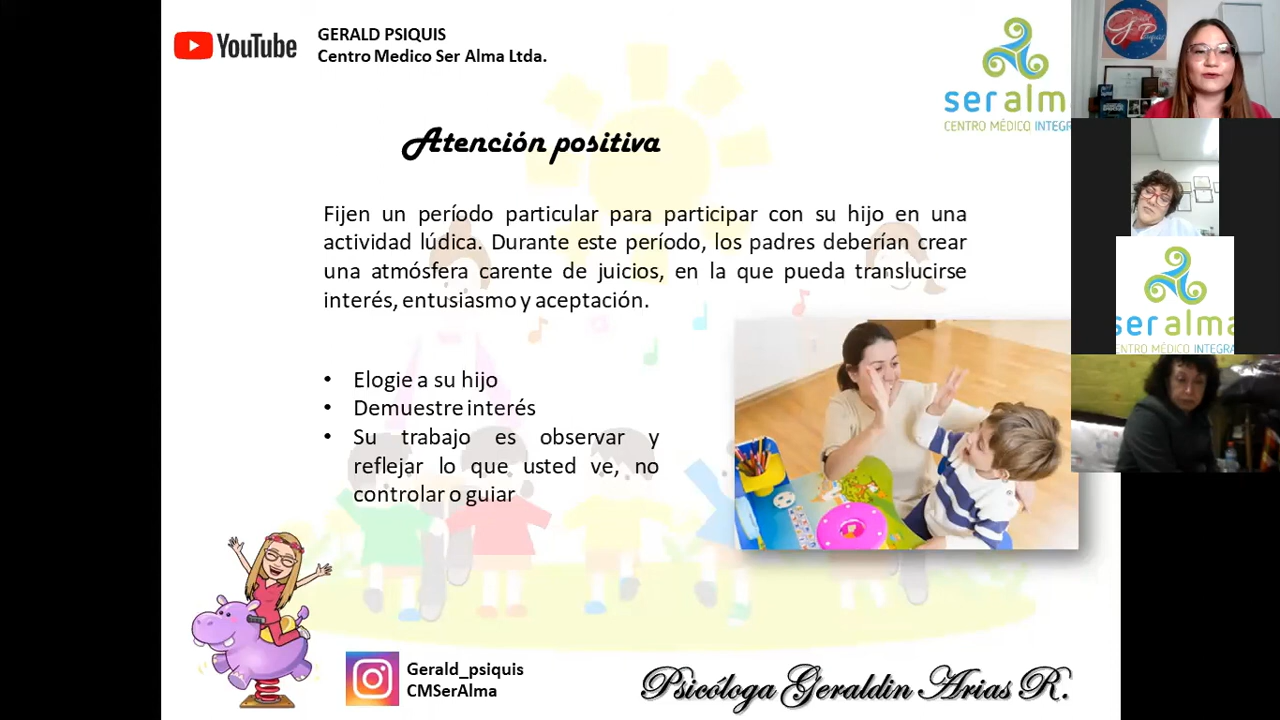 YouTube
GERALD PSIQUIS
Centro Medico Ser Alma Ltda.
ser alma
CENTRO MÉDICO INTEGR
Atención positiva
Fijen un período particular para participar con su hijo en una
actividad lúdica. Durante este período, los padres deberían crear
una atmósfera carente de juicios, en la que pueda translucirse
interés, entusiasmo y aceptación.
• Elogie a su hijo
• Demuestre interés
• Su trabajo es observar y
reflejar lo que usted ve, no
controlar o guiar
Gerald_psiquis
CMSerAlma
Psicóloga Geraldin Arias R.
ser alma
ENTRO MÉDICO INTEGRA